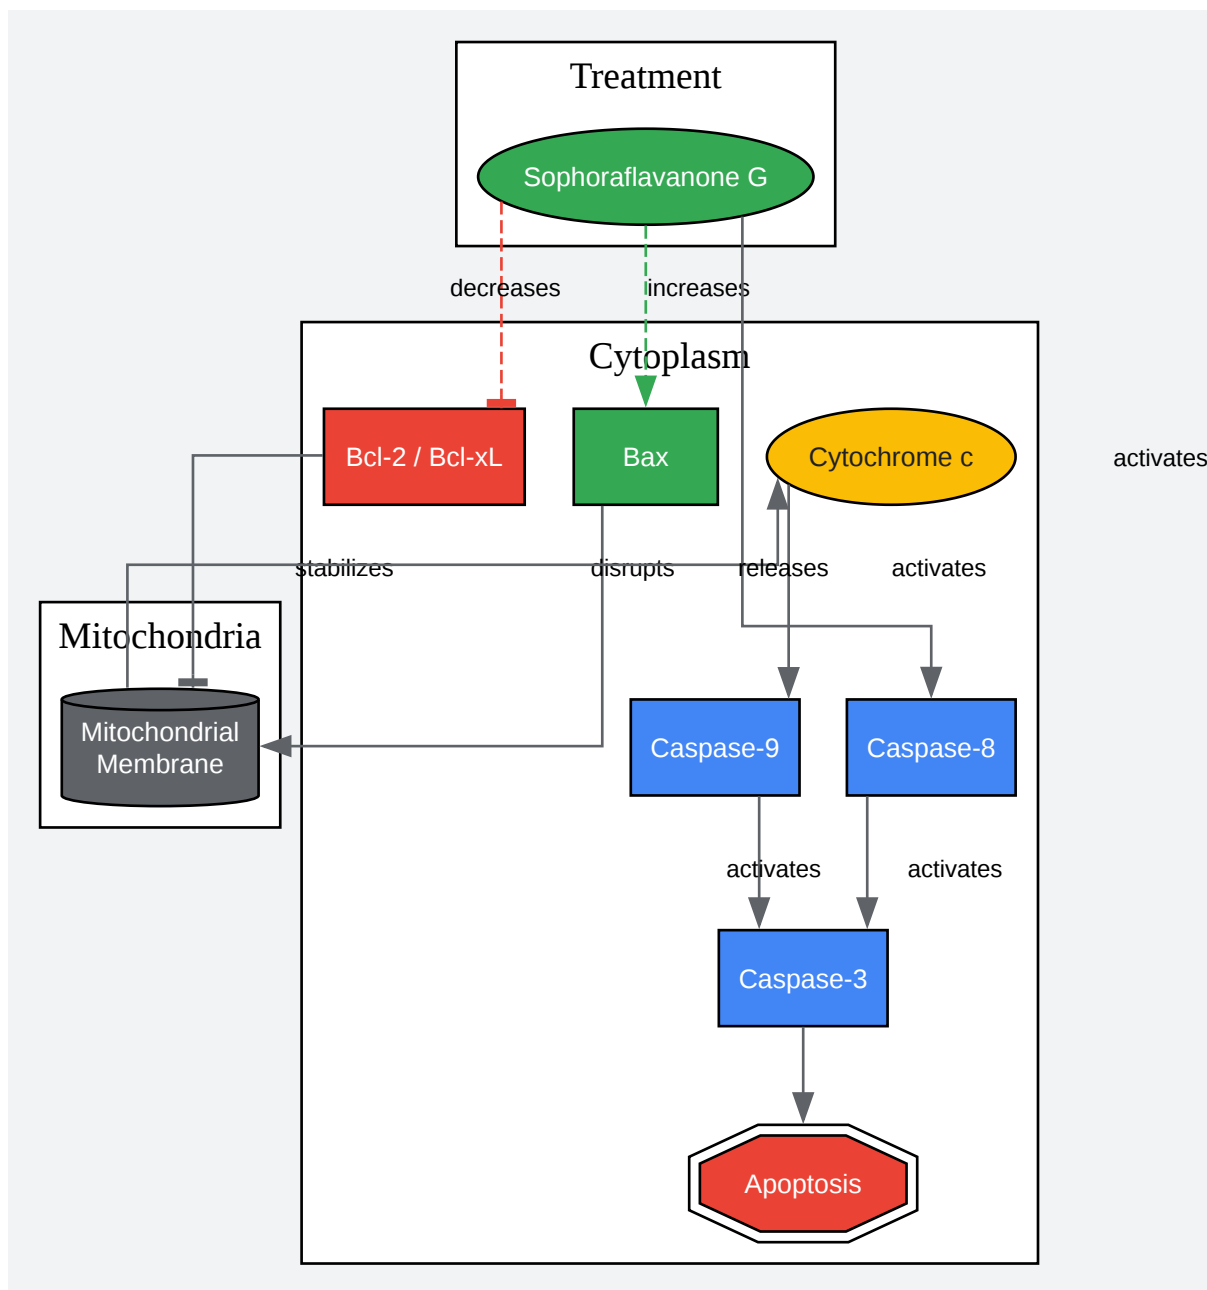 Treatment
Sophoraflavanone G
decreases
increases
Cytoplasm
Bcl-2 / Bcl-xL
Bax
Cytochrome c
activates
stabilizes
disrupts
releases
activates
Mitochondria
Mitochondrial
Membrane
Caspase-9
Caspase-8
activates
activates
Caspase-3
Apoptosis